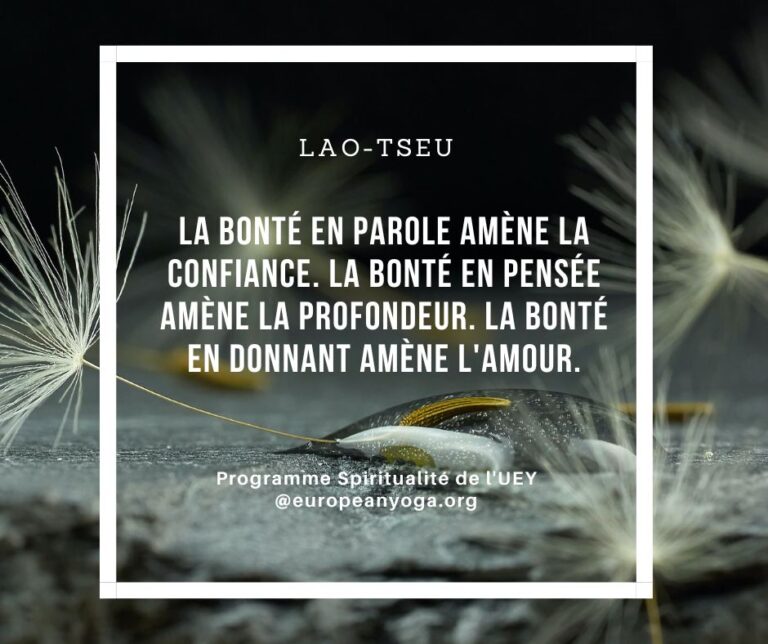 LAO-TSEU
LA BONTÉ EN PAROLE AMÈNE LA
CONFIANCE. LA BONTÉ EN PENSÉE
AMÈNE LA PROFONDEUR. LA BONTÉ
EN DONNANT AMÈNE L'AMOUR.
Programme Spiritualité de l'UEY
@europeanyoga.org